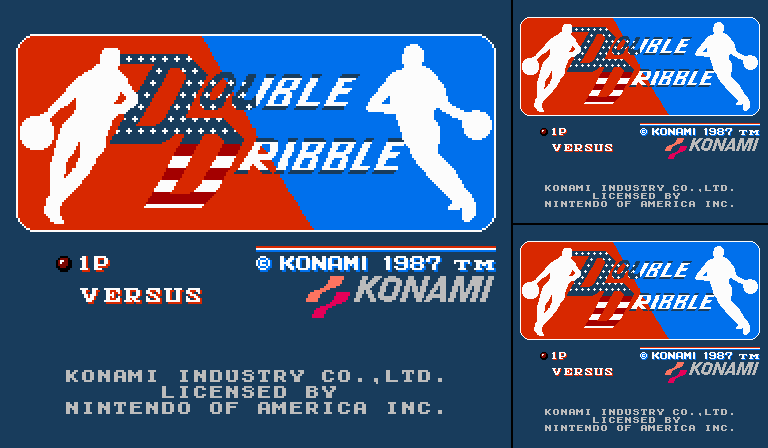 DOUBLE
DRIBBLE
1P
VERSUS
© KONAMI 1987 TM
KONAMI
KONAMI INDUSTRY CO.,LTD.
LICENSED BY
NINTENDO OF AMERICA INC.
DOUBLE
DRIBBLE
1P
VERSUS
© KONAMI 1987 TM
KONAMI
KONAMI INDUSTRY CO.,LTD.
LICENSED BY
NINTENDO OF AMERICA INC.
DOUBLE
DRIBBLE
1P
VERSUS
© KONAMI 1987 TM
KONAMI
KONAMI INDUSTRY CO.,LTD.
LICENSED BY
NINTENDO OF AMERICA INC.